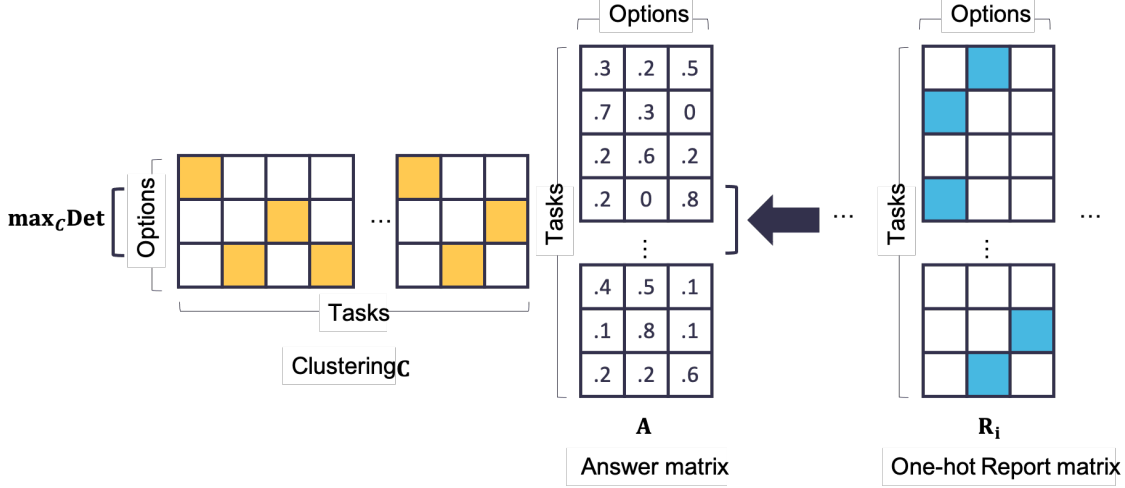 Options
Options
max_C Det
Options
...
Tasks
Clustering C
Tasks
.3 .2 .5
.7 .3 0
.2 .6 .2
.2 0 .8
...
.4 .5 .1
.1 .8 .1
.2 .2 .6
A
Answer matrix
...
Tasks
...
...
R_i
One-hot Report matrix